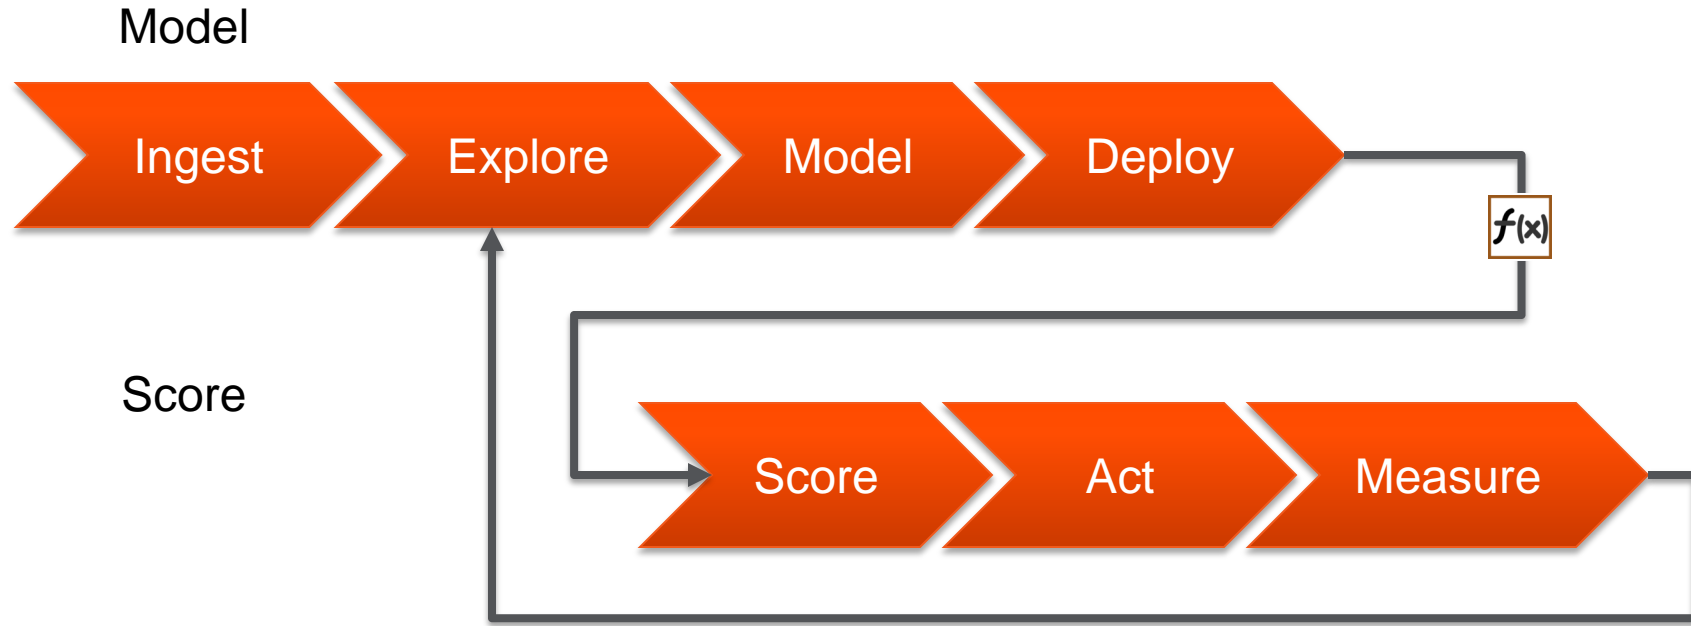 Model
Ingest
Explore
Model
Deploy
f(x)
Score
Score
Act
Measure